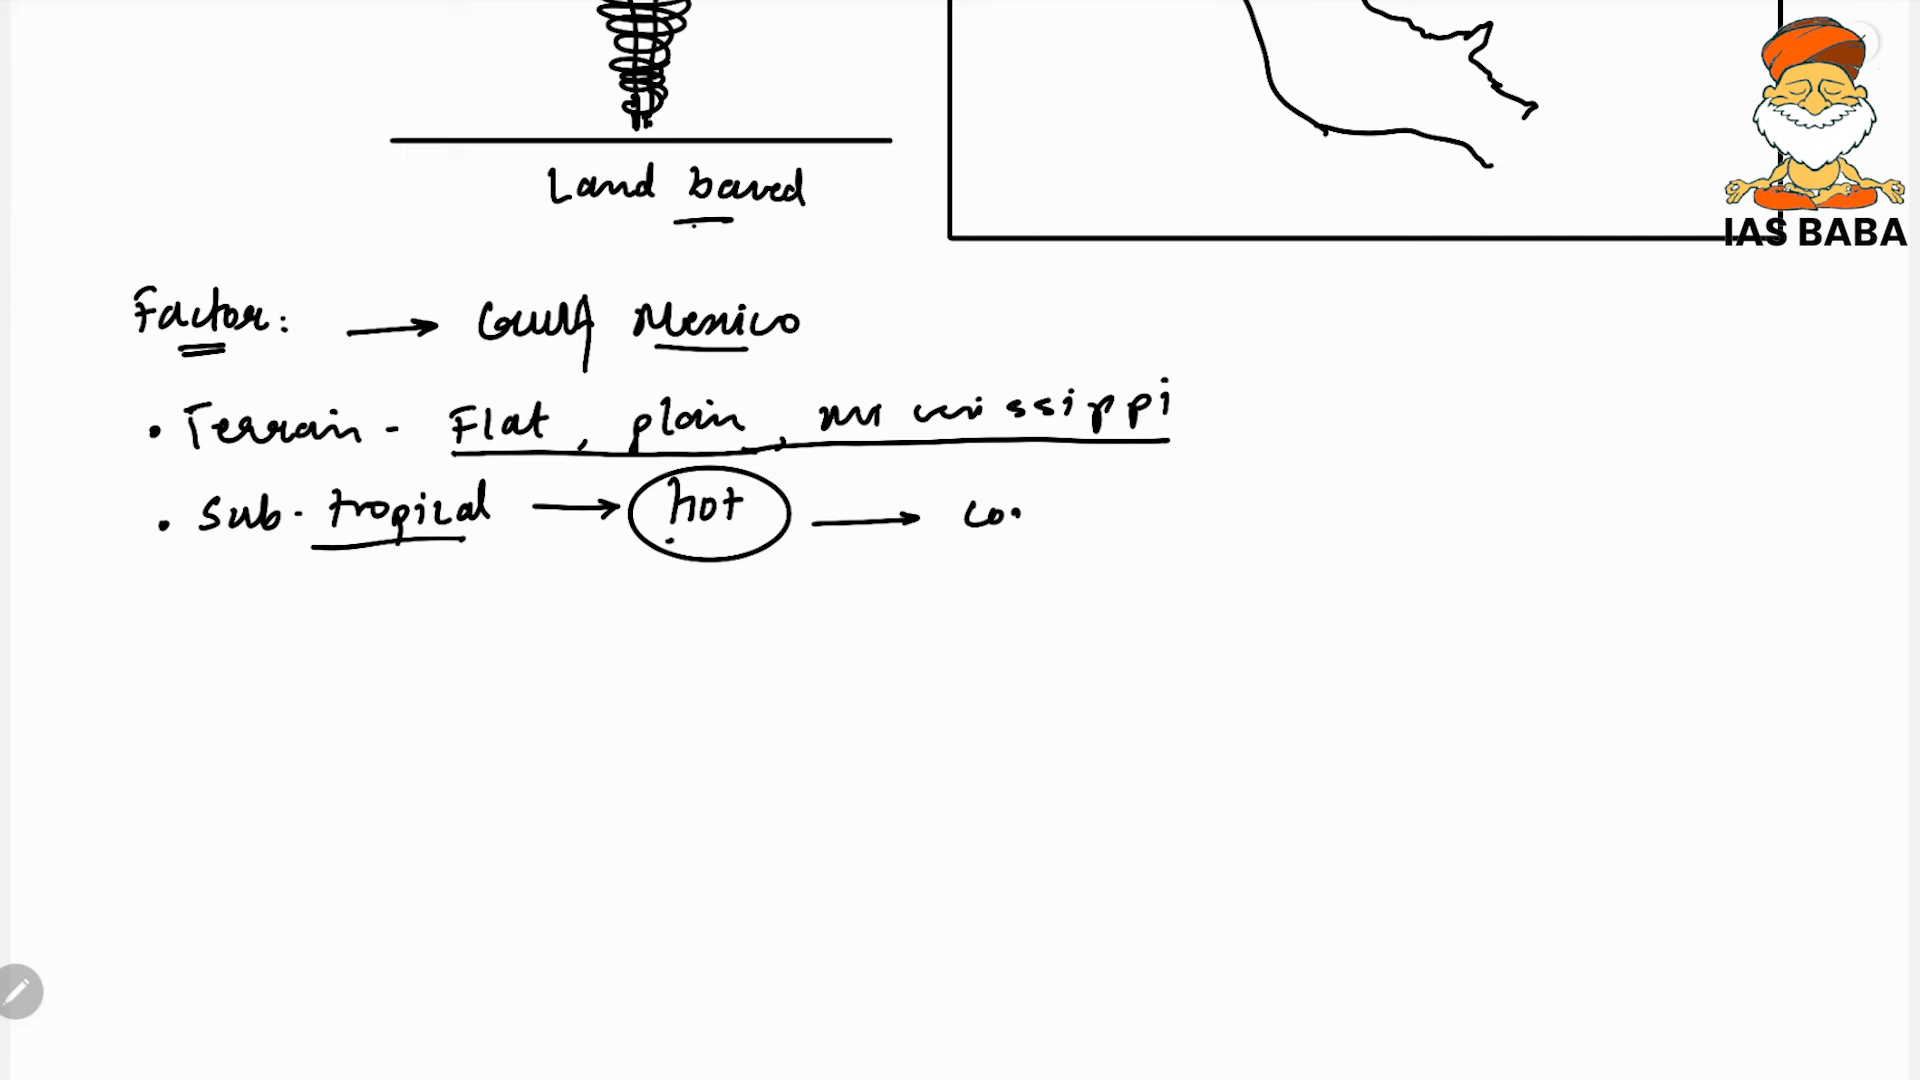 Land based
IAS BABA
Factor: → Gulf Mexico
• Terrain - Flat, plain, mississippi
• Sub-tropical → hot → co